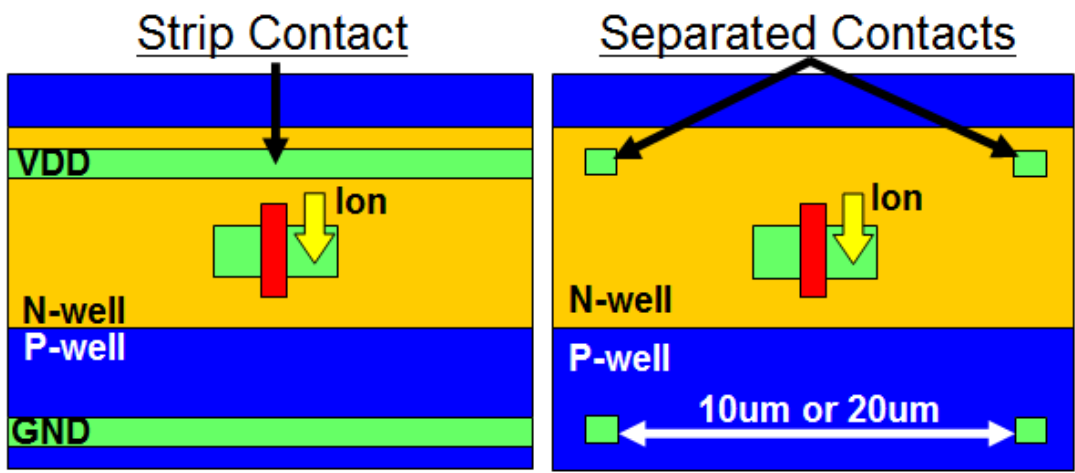 Strip Contact
Separated Contacts
VDD
Ion
N-well
P-well
GND
Ion
N-well
P-well
10um or 20um